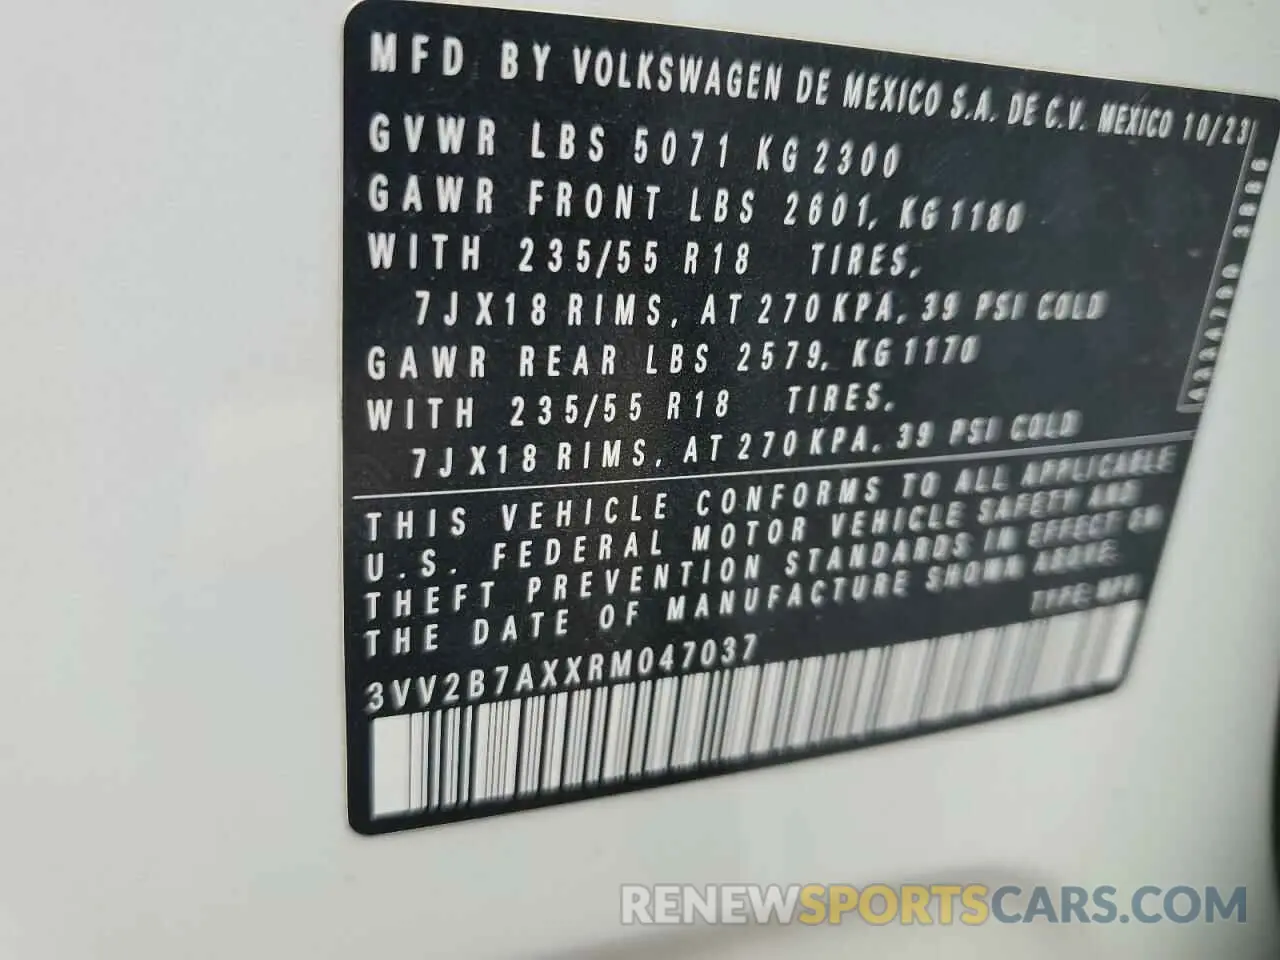 MFD BY VOLKSWAGEN DE MEXICO S.A. DE C.V. MEXICO 10/23
GVWR LBS 5071 KG 2300
GAWR FRONT LBS 2601, KG 1180
WITH 235/55 R18 TIRES,
7JX18 RIMS, AT 270 KPA, 39 PSI COLD
GAWR REAR LBS 2579, KG 1170
WITH 235/55 R18 TIRES,
7JX18 RIMS, AT 270 KPA, 39 PSI COLD
THIS VEHICLE CONFORMS TO ALL APPLICABLE
U.S. FEDERAL MOTOR VEHICLE SAFETY AND
THEFT PREVENTION STANDARDS IN EFFECT ON
THE DATE OF MANUFACTURE SHOWN ABOVE.
TYPE: MPV
3VV2B7AXXRM047037
RENEWSPORTSCARS.COM